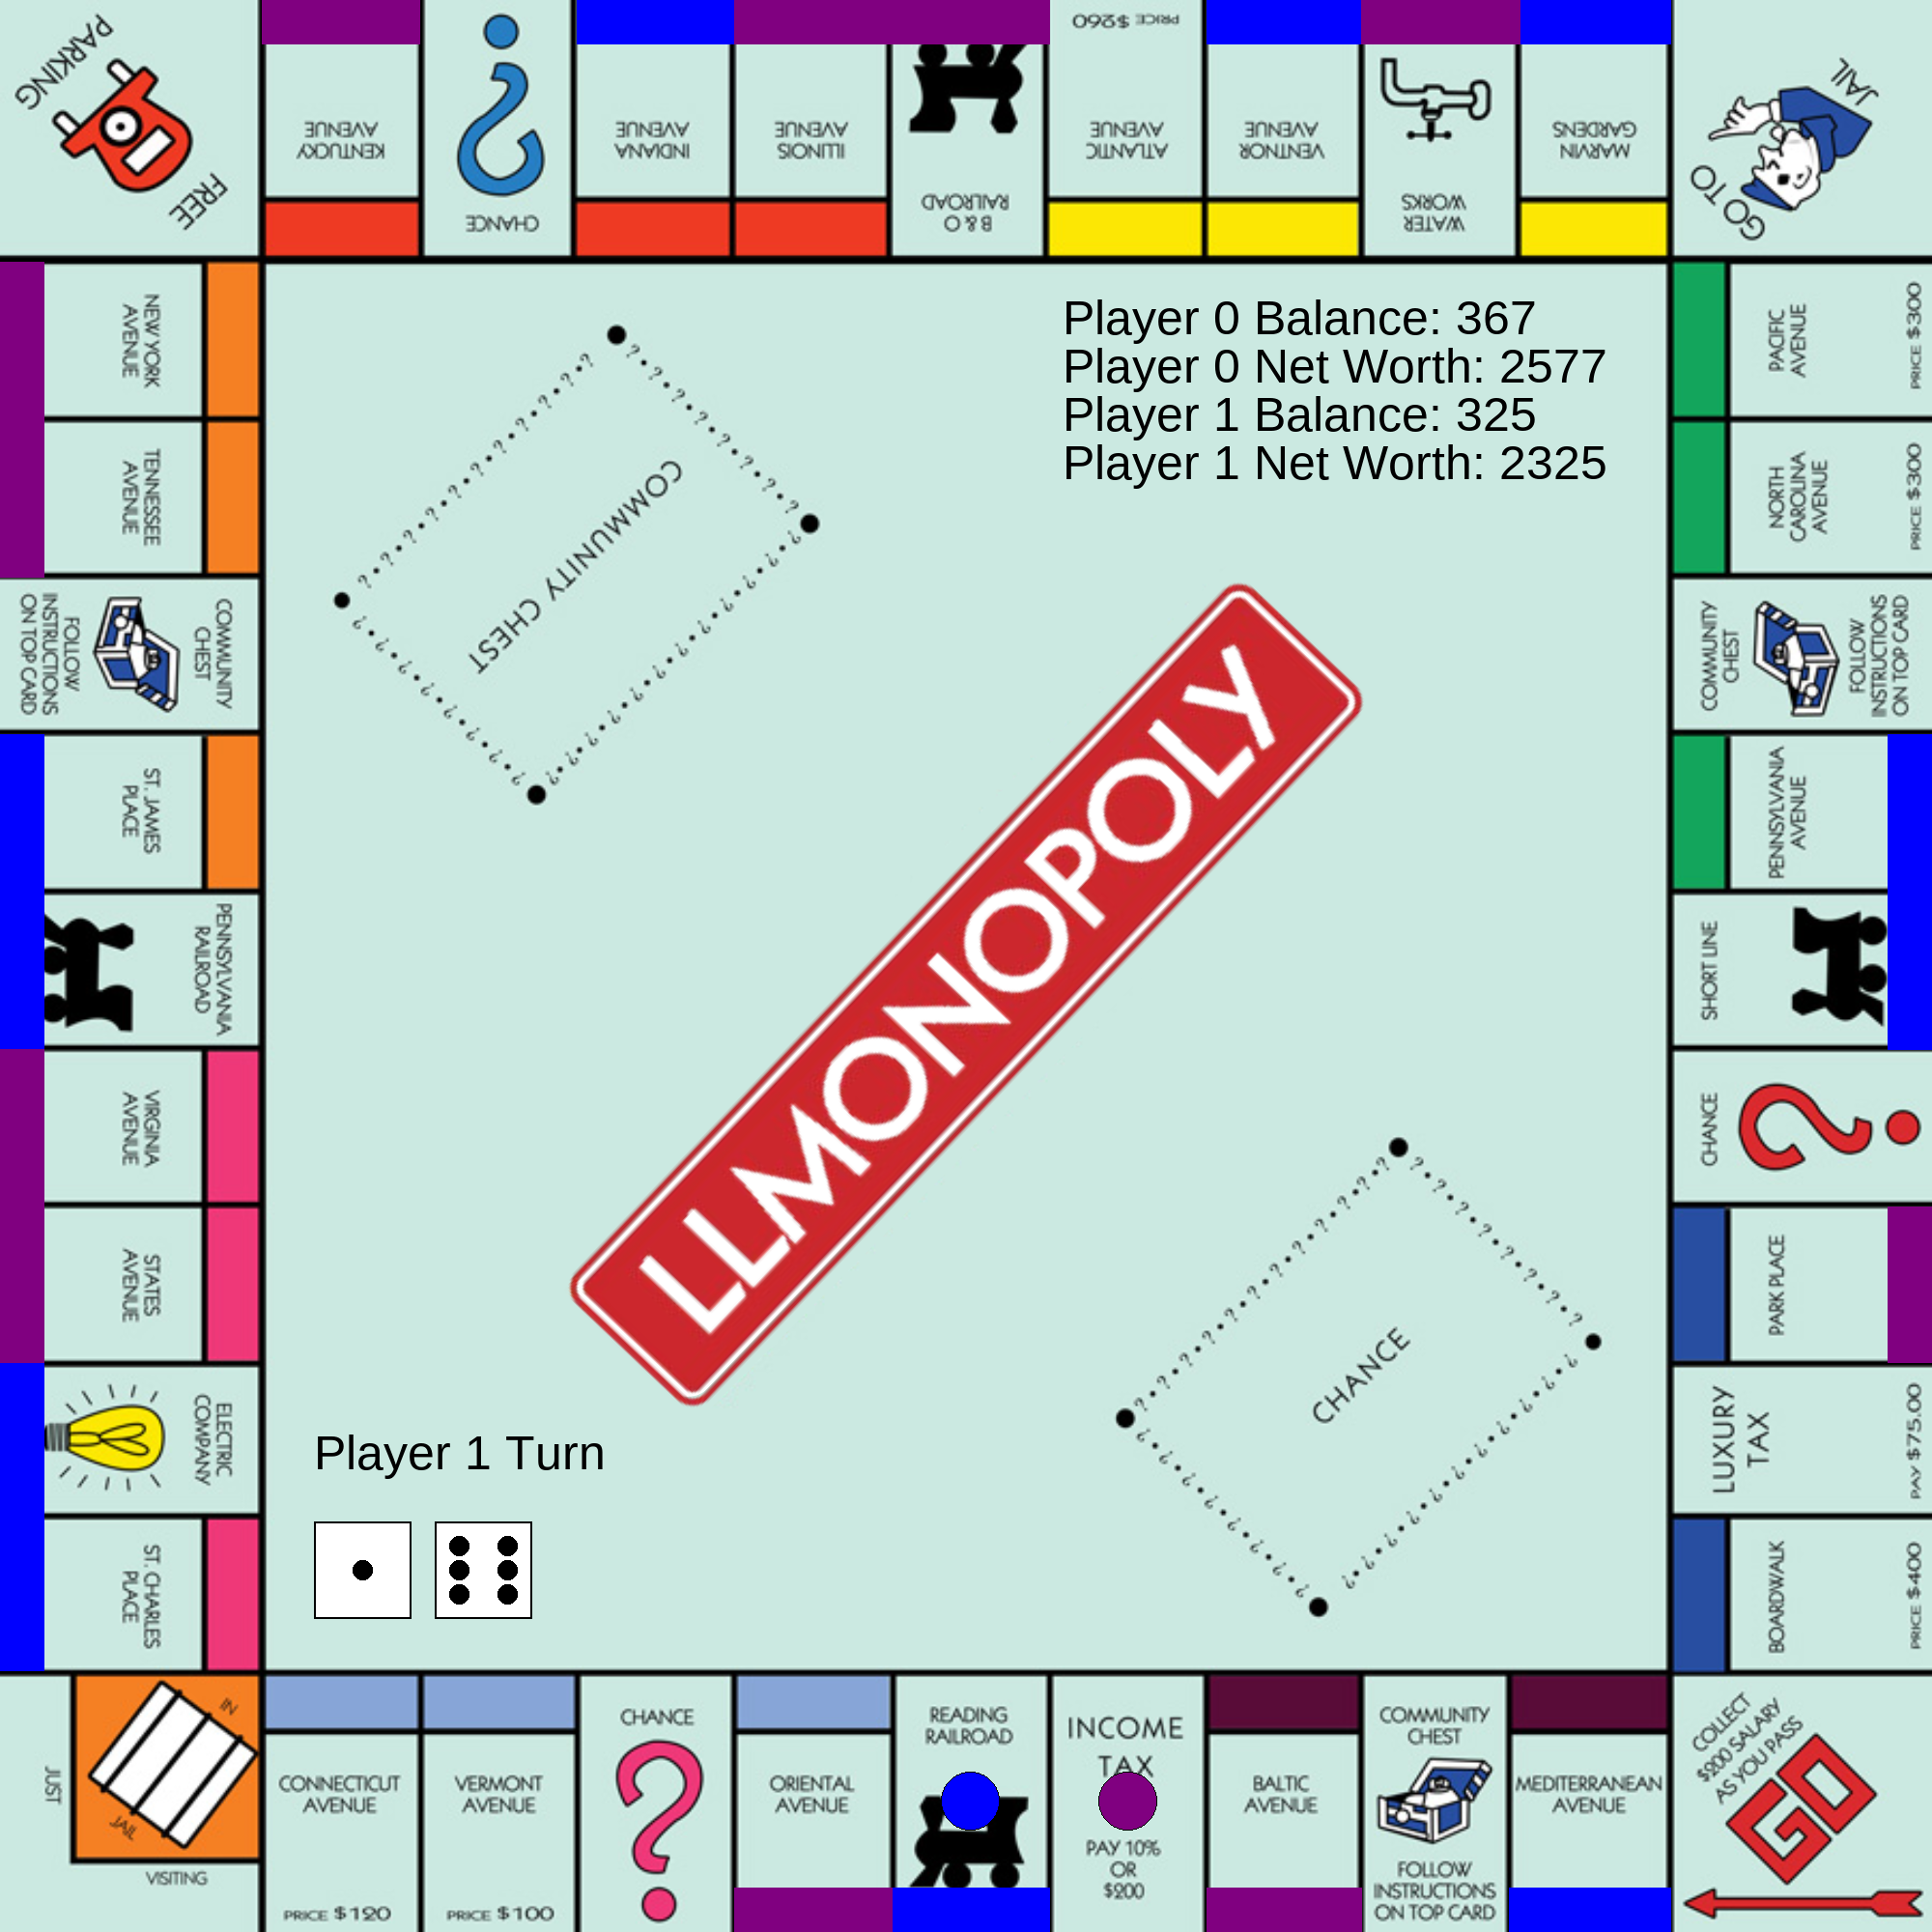 PARKING
FREE
KENTUCKY
AVENUE
CHANCE
INDIANA
AVENUE
ILLINOIS
AVENUE
B & O
RAILROAD
PRICE $260
ATLANTIC
AVENUE
VENTNOR
AVENUE
WATER
WORKS
MARVIN
GARDENS
GO TO
JAIL
NEW YORK
AVENUE
TENNESSEE
AVENUE
COMMUNITY
CHEST
FOLLOW
INSTRUCTIONS
ON TOP CARD
ST. JAMES
PLACE
PENNSYLVANIA
RAILROAD
VIRGINIA
AVENUE
STATES
AVENUE
ELECTRIC
COMPANY
ST. CHARLES
PLACE
Player 0 Balance: 367
Player 0 Net Worth: 2577
Player 1 Balance: 325
Player 1 Net Worth: 2325
COMMUNITY CHEST
LLMONOPOLY
CHANCE
Player 1 Turn
PACIFIC
AVENUE
PRICE $300
NORTH
CAROLINA
AVENUE
PRICE $300
COMMUNITY
CHEST
FOLLOW
INSTRUCTIONS
ON TOP CARD
PENNSYLVANIA
AVENUE
SHORT LINE
CHANCE
PARK PLACE
LUXURY
TAX
PAY $75.00
BOARDWALK
PRICE $400
JUST
VISITING
IN
JAIL
CONNECTICUT
AVENUE
PRICE $120
VERMONT
AVENUE
PRICE $100
CHANCE
ORIENTAL
AVENUE
READING
RAILROAD
INCOME
TAX
PAY 10%
OR
$200
BALTIC
AVENUE
COMMUNITY
CHEST
FOLLOW
INSTRUCTIONS
ON TOP CARD
MEDITERRANEAN
AVENUE
COLLECT
$200 SALARY
AS YOU PASS
GO